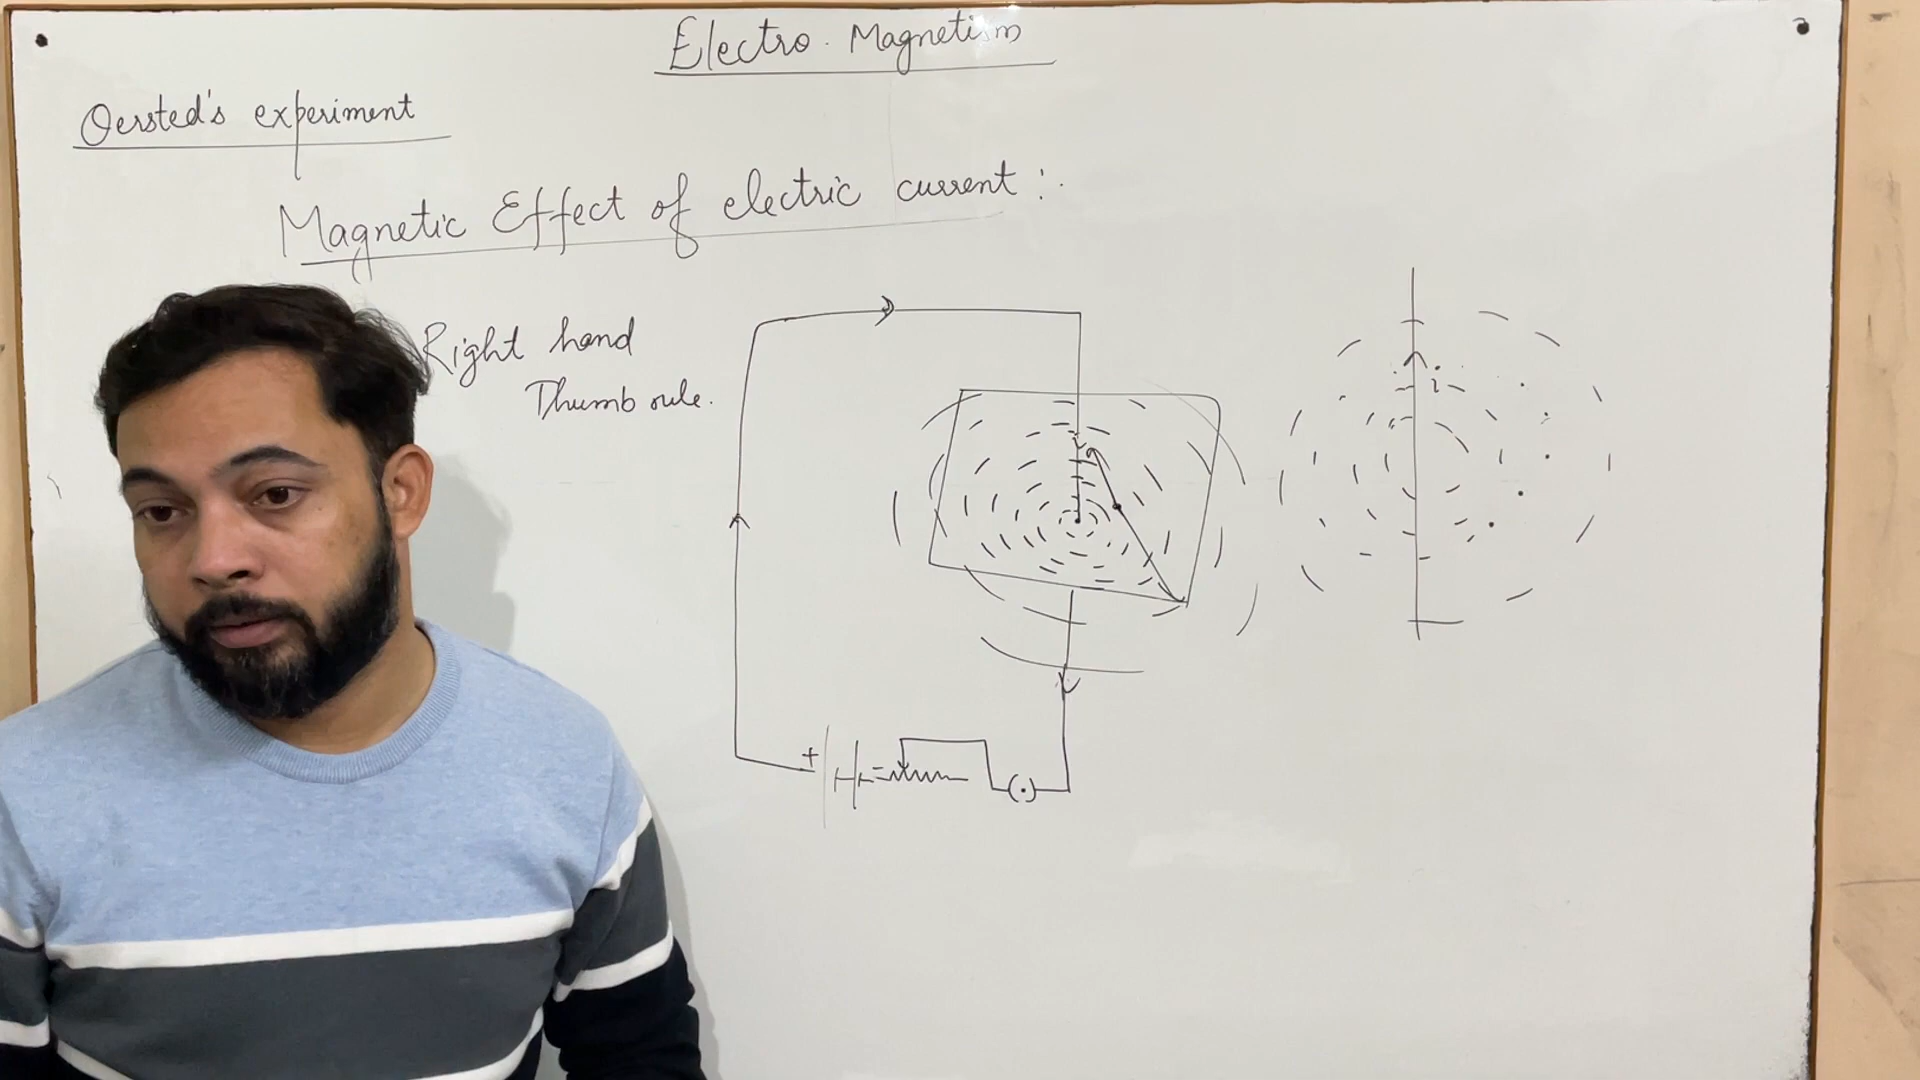 Electro. Magnetism
Oersted's experiment
Magnetic Effect of electric current :.
Right hand
Thumb rule.
+